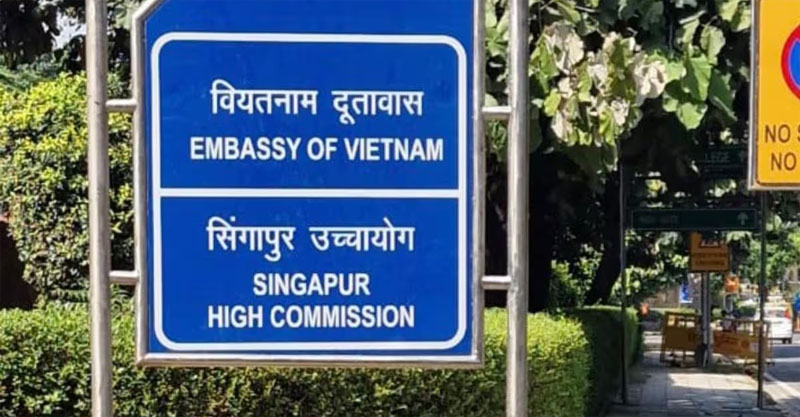 वियतनाम दूतावास
EMBASSY OF VIETNAM
सिंगापुर उच्चायोग
SINGAPUR
HIGH COMMISSION
NO
NO